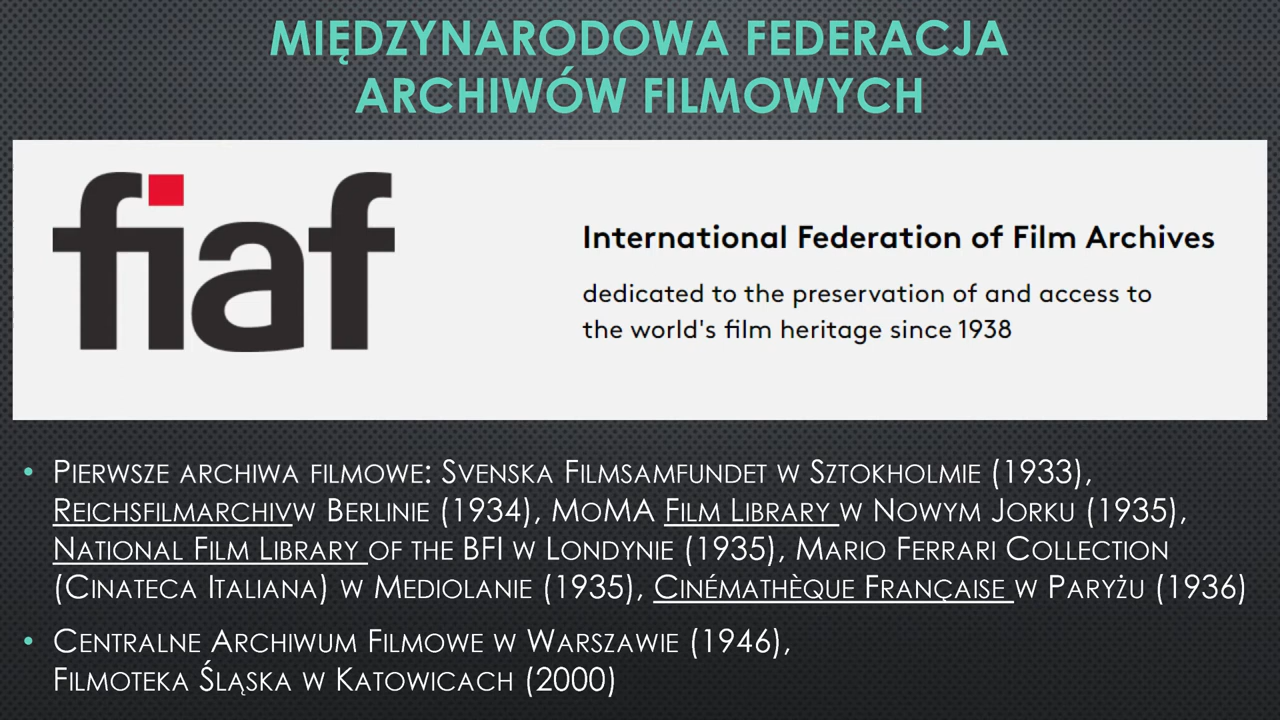 MIĘDZYNARODOWA FEDERACJA
ARCHIWÓW FILMOWYCH
fiaf
International Federation of Film Archives
dedicated to the preservation of and access to
the world's film heritage since 1938
• Pierwsze archiwa filmowe: Svenska Filmsamfundet w Sztokholmie (1933),
Reichsfilmarchivw Berlinie (1934), MoMA Film Library w Nowym Jorku (1935),
National Film Library of the BFI w Londynie (1935), Mario Ferrari Collection
(Cinateca Italiana) w Mediolanie (1935), Cinémathèque Française w Paryżu (1936)
• Centralne Archiwum Filmowe w Warszawie (1946),
Filmoteka Śląska w Katowicach (2000)